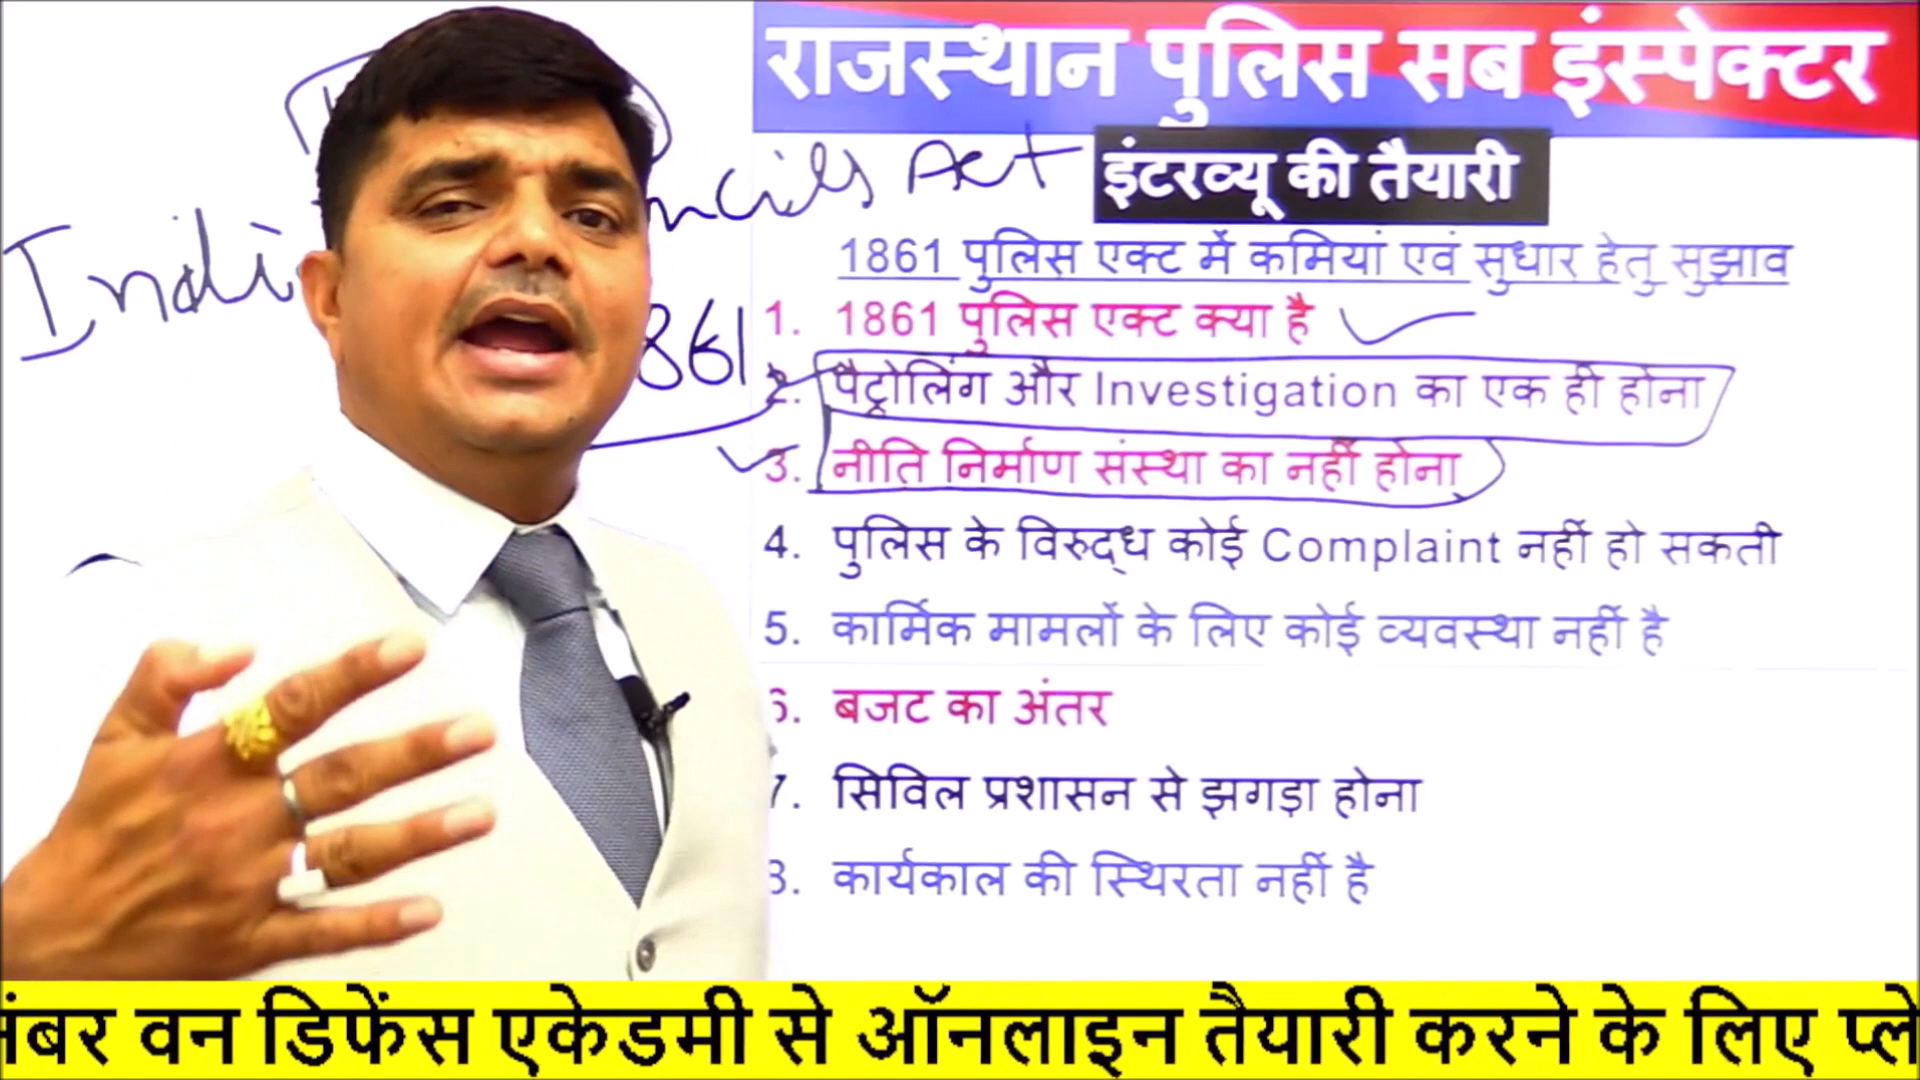 राजस्थान पुलिस सब इंस्पेक्टर
इंटरव्यू की तैयारी
Act
1861 पुलिस एक्ट में कमियां एवं सुधार हेतु सुझाव
1. 1861 पुलिस एक्ट क्या है
2. पैट्रोलिंग और Investigation का एक ही होना
3. नीति निर्माण संस्था का नहीं होना
4. पुलिस के विरुद्ध कोई Complaint नहीं हो सकती
5. कार्मिक मामलों के लिए कोई व्यवस्था नहीं है
बजट का अंतर
7. सिविल प्रशासन से झगड़ा होना
कार्यकाल की स्थिरता नहीं है
Indi
861
वन डिफेंस एकेडमी से ऑनलाइन तैयारी करने के लिए